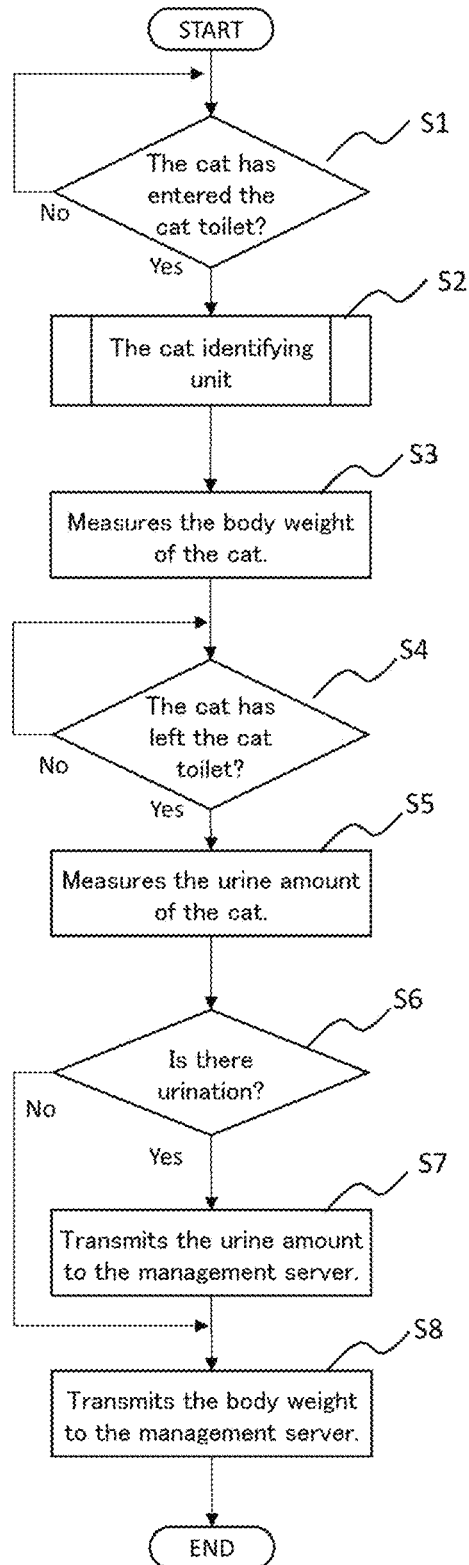 START
S1
The cat has
entered the
cat toilet?
No
Yes
S2
The cat identifying
unit
S3
Measures the body weight
of the cat.
S4
The cat has
left the cat
toilet?
No
Yes
S5
Measures the urine amount
of the cat.
S6
Is there
urination?
No
Yes
S7
Transmits the urine amount
to the management server.
S8
Transmits the body weight
to the management server.
END